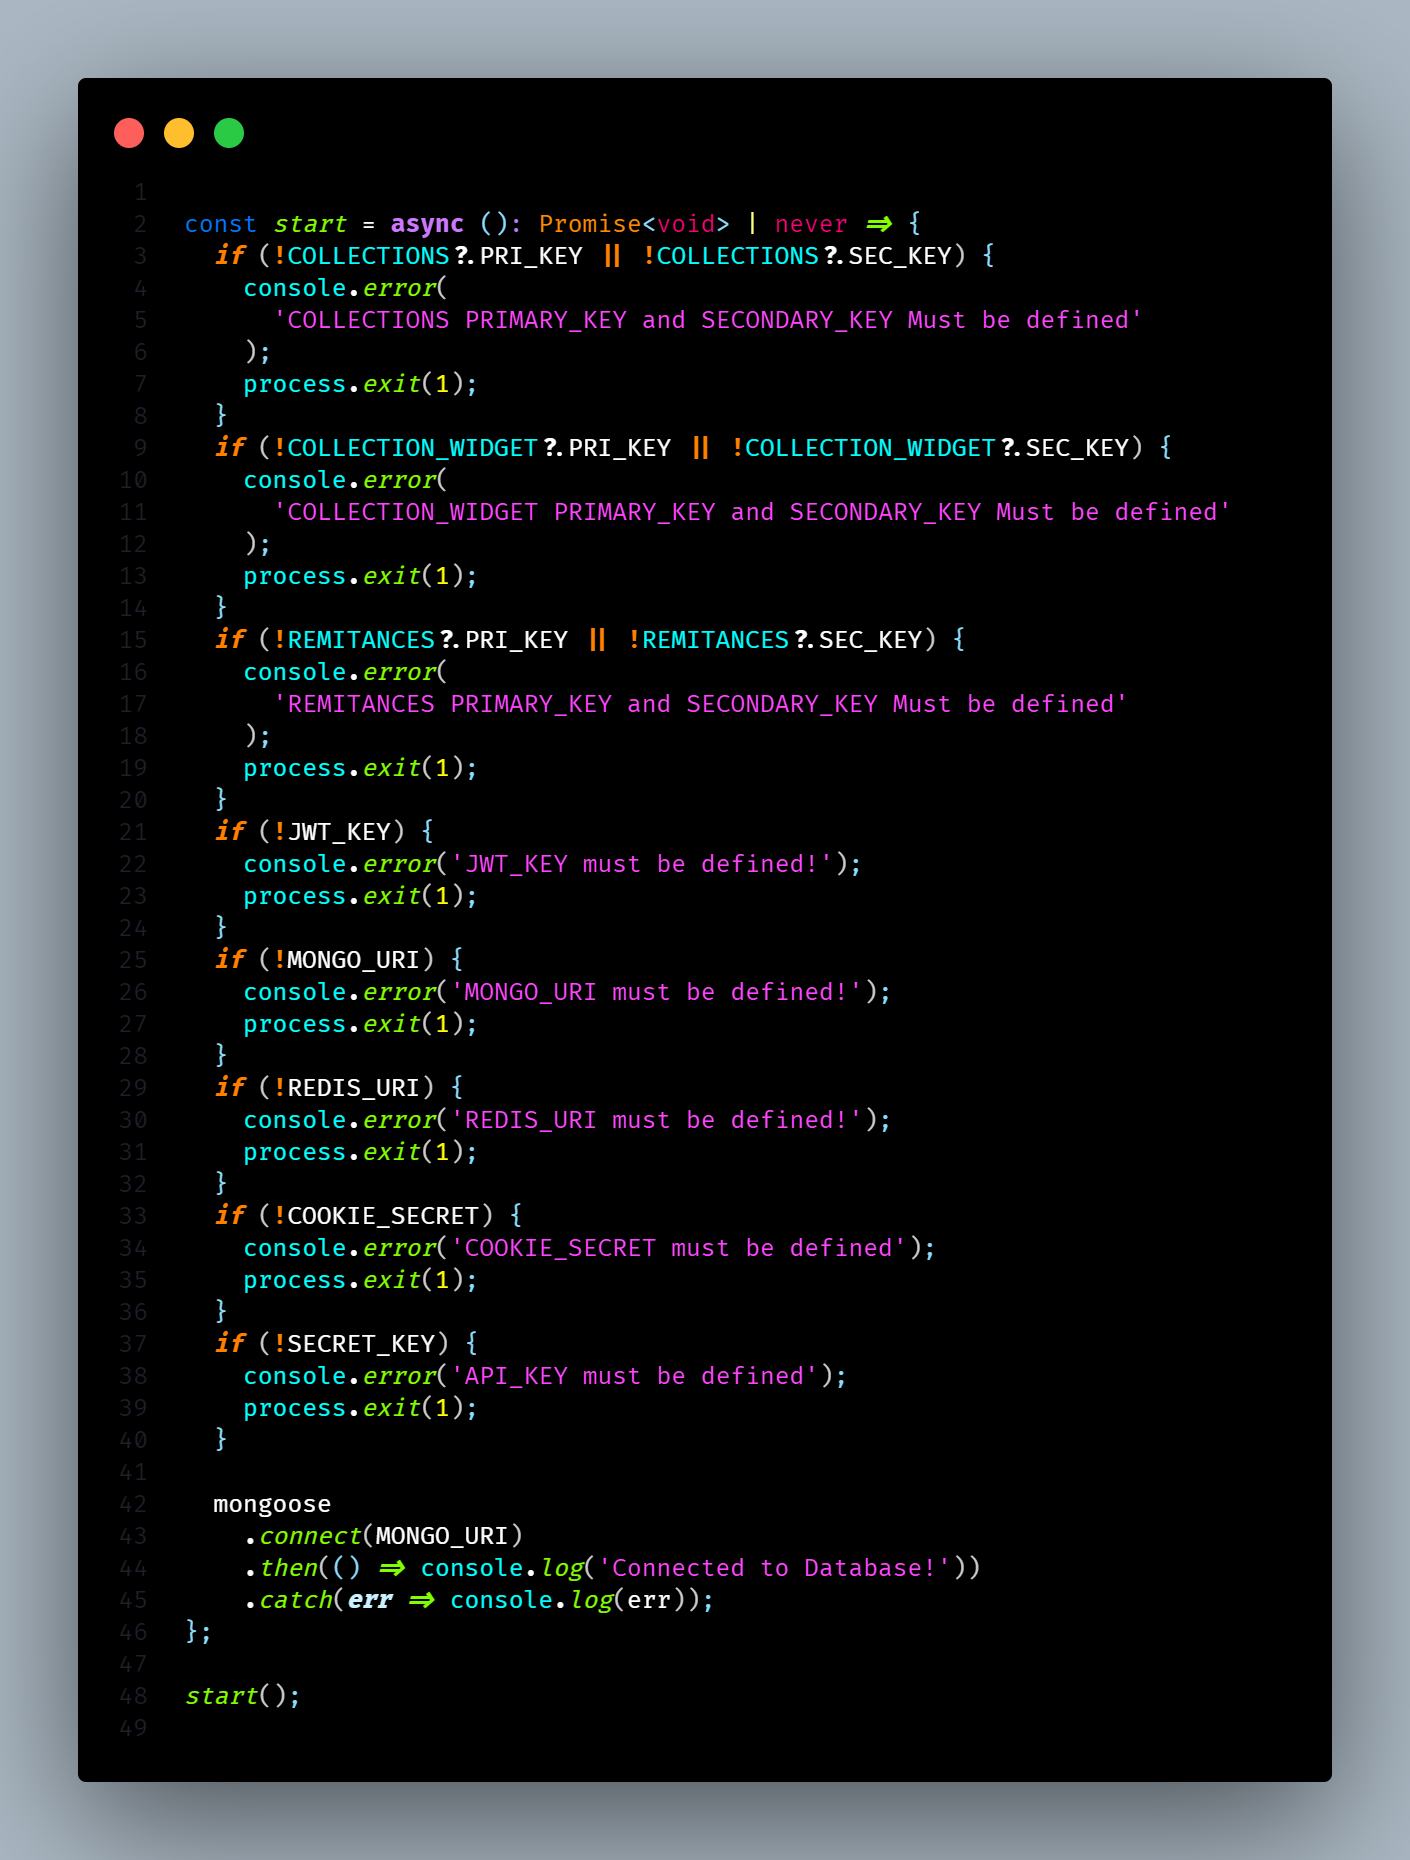 1
2 const start = async (): Promise<void> | never => {
3   if (!COLLECTIONS?.PRI_KEY || !COLLECTIONS?.SEC_KEY) {
4     console.error(
5       'COLLECTIONS PRIMARY_KEY and SECONDARY_KEY Must be defined'
6     );
7     process.exit(1);
8   }
9   if (!COLLECTION_WIDGET?.PRI_KEY || !COLLECTION_WIDGET?.SEC_KEY) {
10     console.error(
11       'COLLECTION_WIDGET PRIMARY_KEY and SECONDARY_KEY Must be defined'
12     );
13     process.exit(1);
14   }
15   if (!REMITANCES?.PRI_KEY || !REMITANCES?.SEC_KEY) {
16     console.error(
17       'REMITANCES PRIMARY_KEY and SECONDARY_KEY Must be defined'
18     );
19     process.exit(1);
20   }
21   if (!JWT_KEY) {
22     console.error('JWT_KEY must be defined!');
23     process.exit(1);
24   }
25   if (!MONGO_URI) {
26     console.error('MONGO_URI must be defined!');
27     process.exit(1);
28   }
29   if (!REDIS_URI) {
30     console.error('REDIS_URI must be defined!');
31     process.exit(1);
32   }
33   if (!COOKIE_SECRET) {
34     console.error('COOKIE_SECRET must be defined');
35     process.exit(1);
36   }
37   if (!SECRET_KEY) {
38     console.error('API_KEY must be defined');
39     process.exit(1);
40   }
41
42   mongoose
43     .connect(MONGO_URI)
44     .then(() => console.log('Connected to Database!'))
45     .catch(err => console.log(err));
46 };
47
48 start();
49